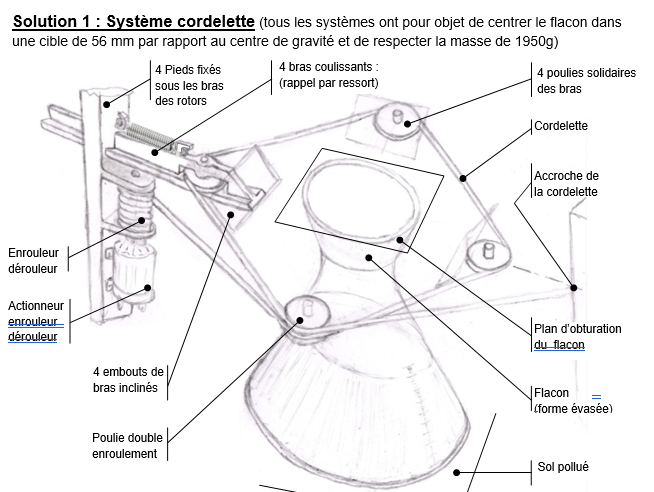 Solution 1 : Système cordelette (tous les systèmes ont pour objet de centrer le flacon dans
une cible de 56 mm par rapport au centre de gravité et de respecter la masse de 1950g)
4 Pieds fixés
sous les bras
des rotors
4 bras coulissants :
(rappel par ressort)
4 poulies solidaires
des bras
Cordelette
Accroche de
la cordelette
Enrouleur
dérouleur
Actionneur
enrouleur
dérouleur
4 embouts de
bras inclinés
Poulie double
enroulement
Plan d'obturation
du flacon
Flacon
(forme évasée)
Sol pollué